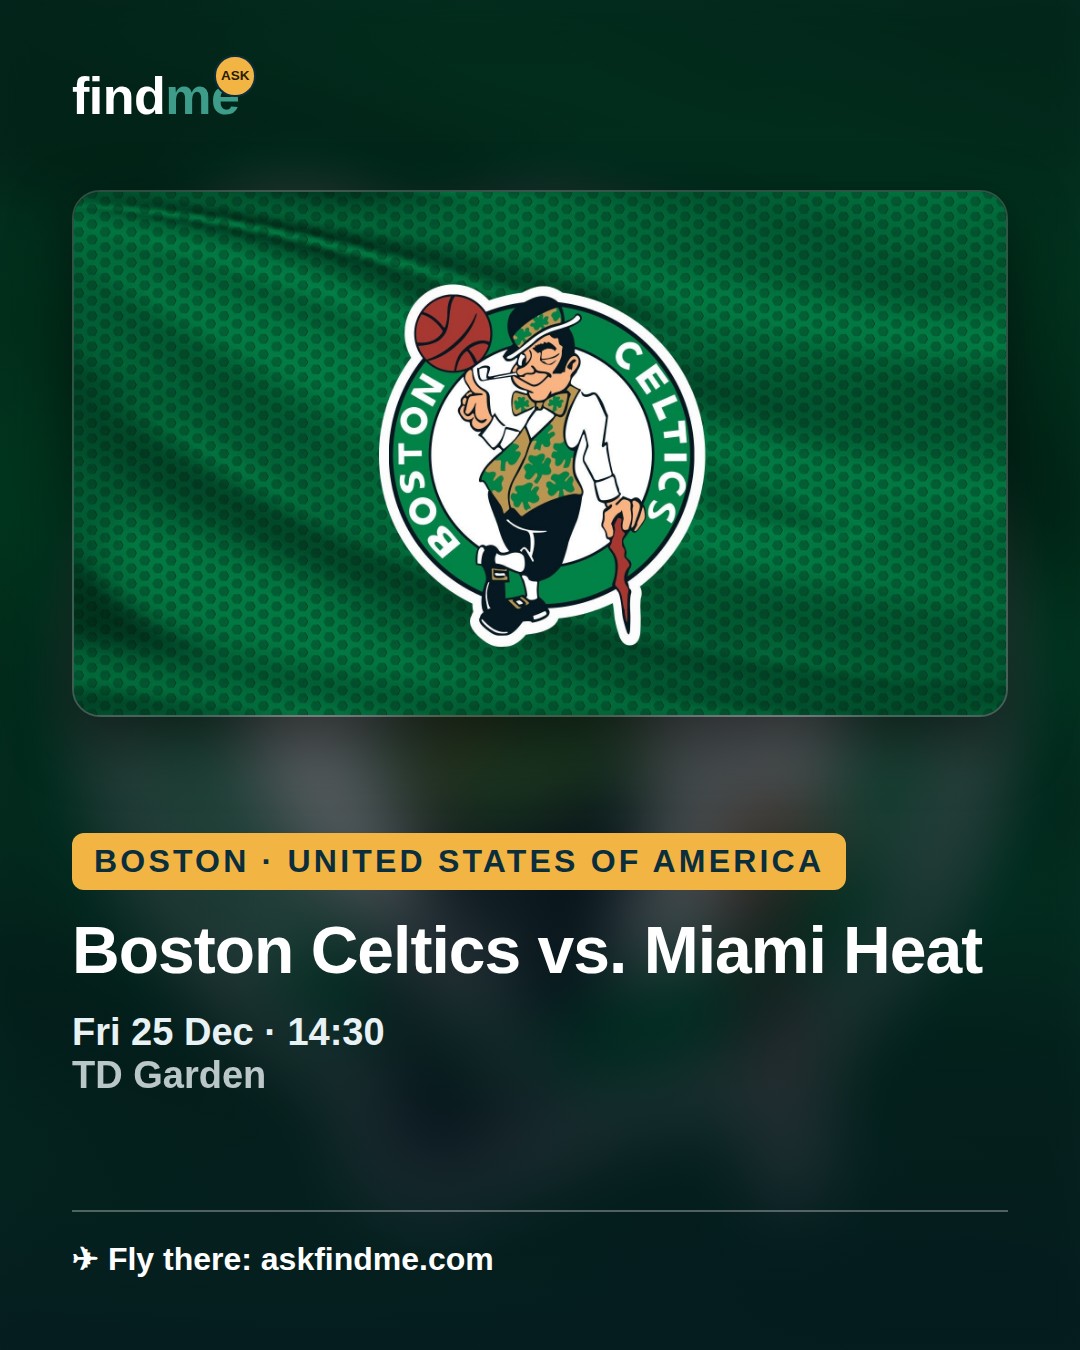 findme
ASK
BOSTON CELTICS
BOSTON · UNITED STATES OF AMERICA
Boston Celtics vs. Miami Heat
Fri 25 Dec · 14:30
TD Garden
✈ Fly there: askfindme.com